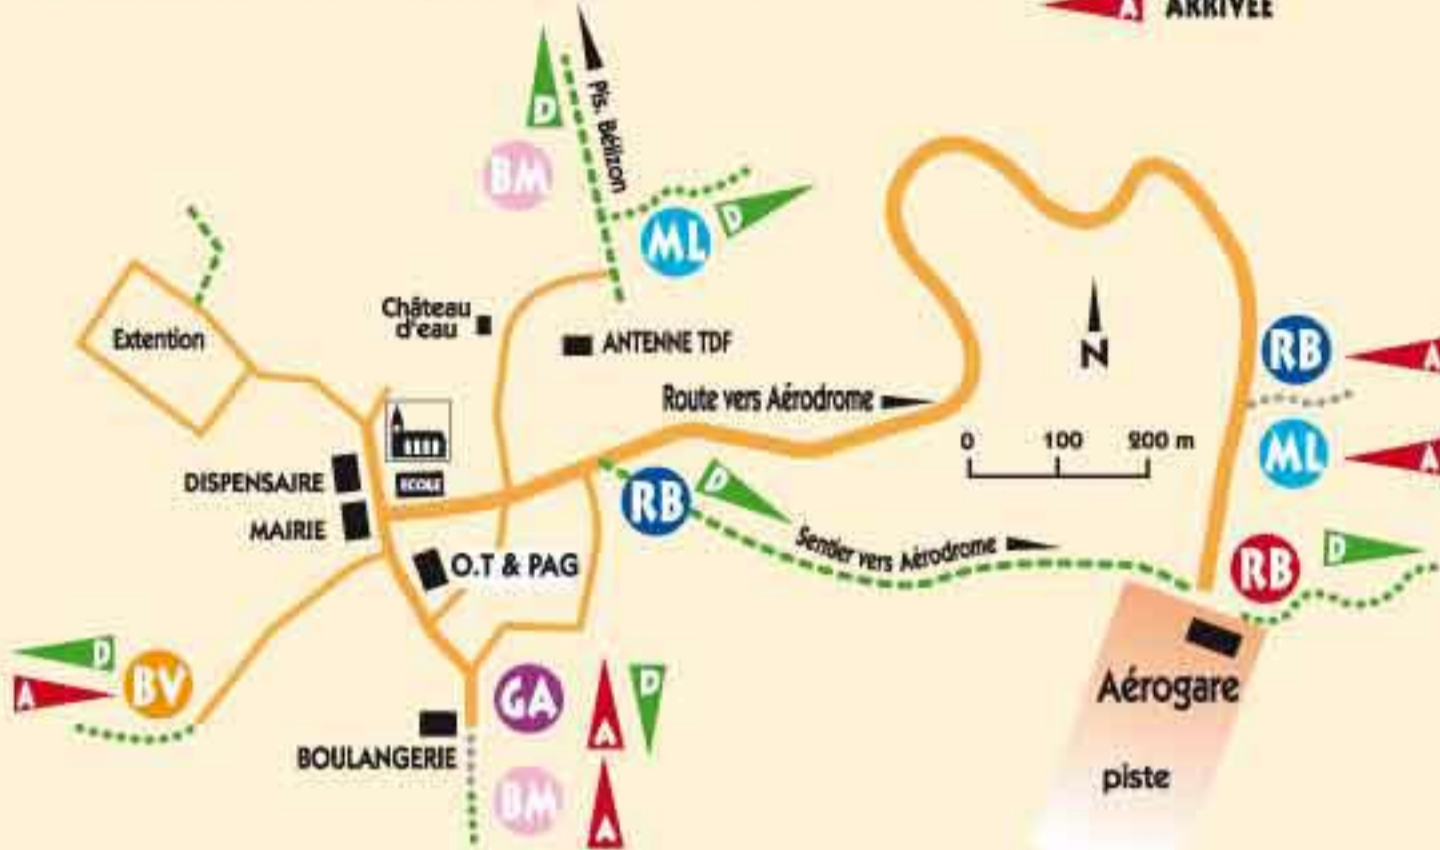 A ARRIVÉE
D
Pis. Bélizon
BM
ML
D
Extention
Château
d'eau
ANTENNE TDF
N
RB
A
Route vers Aérodrome
0 100 200 m
ML
A
DISPENSAIRE
ECOLE
MAIRIE
RB
D
Sentier vers Aérodrome
O.T & PAG
RB
D
D
A
BV
GA
A
D
Aérogare
BOULANGERIE
BM
A
piste